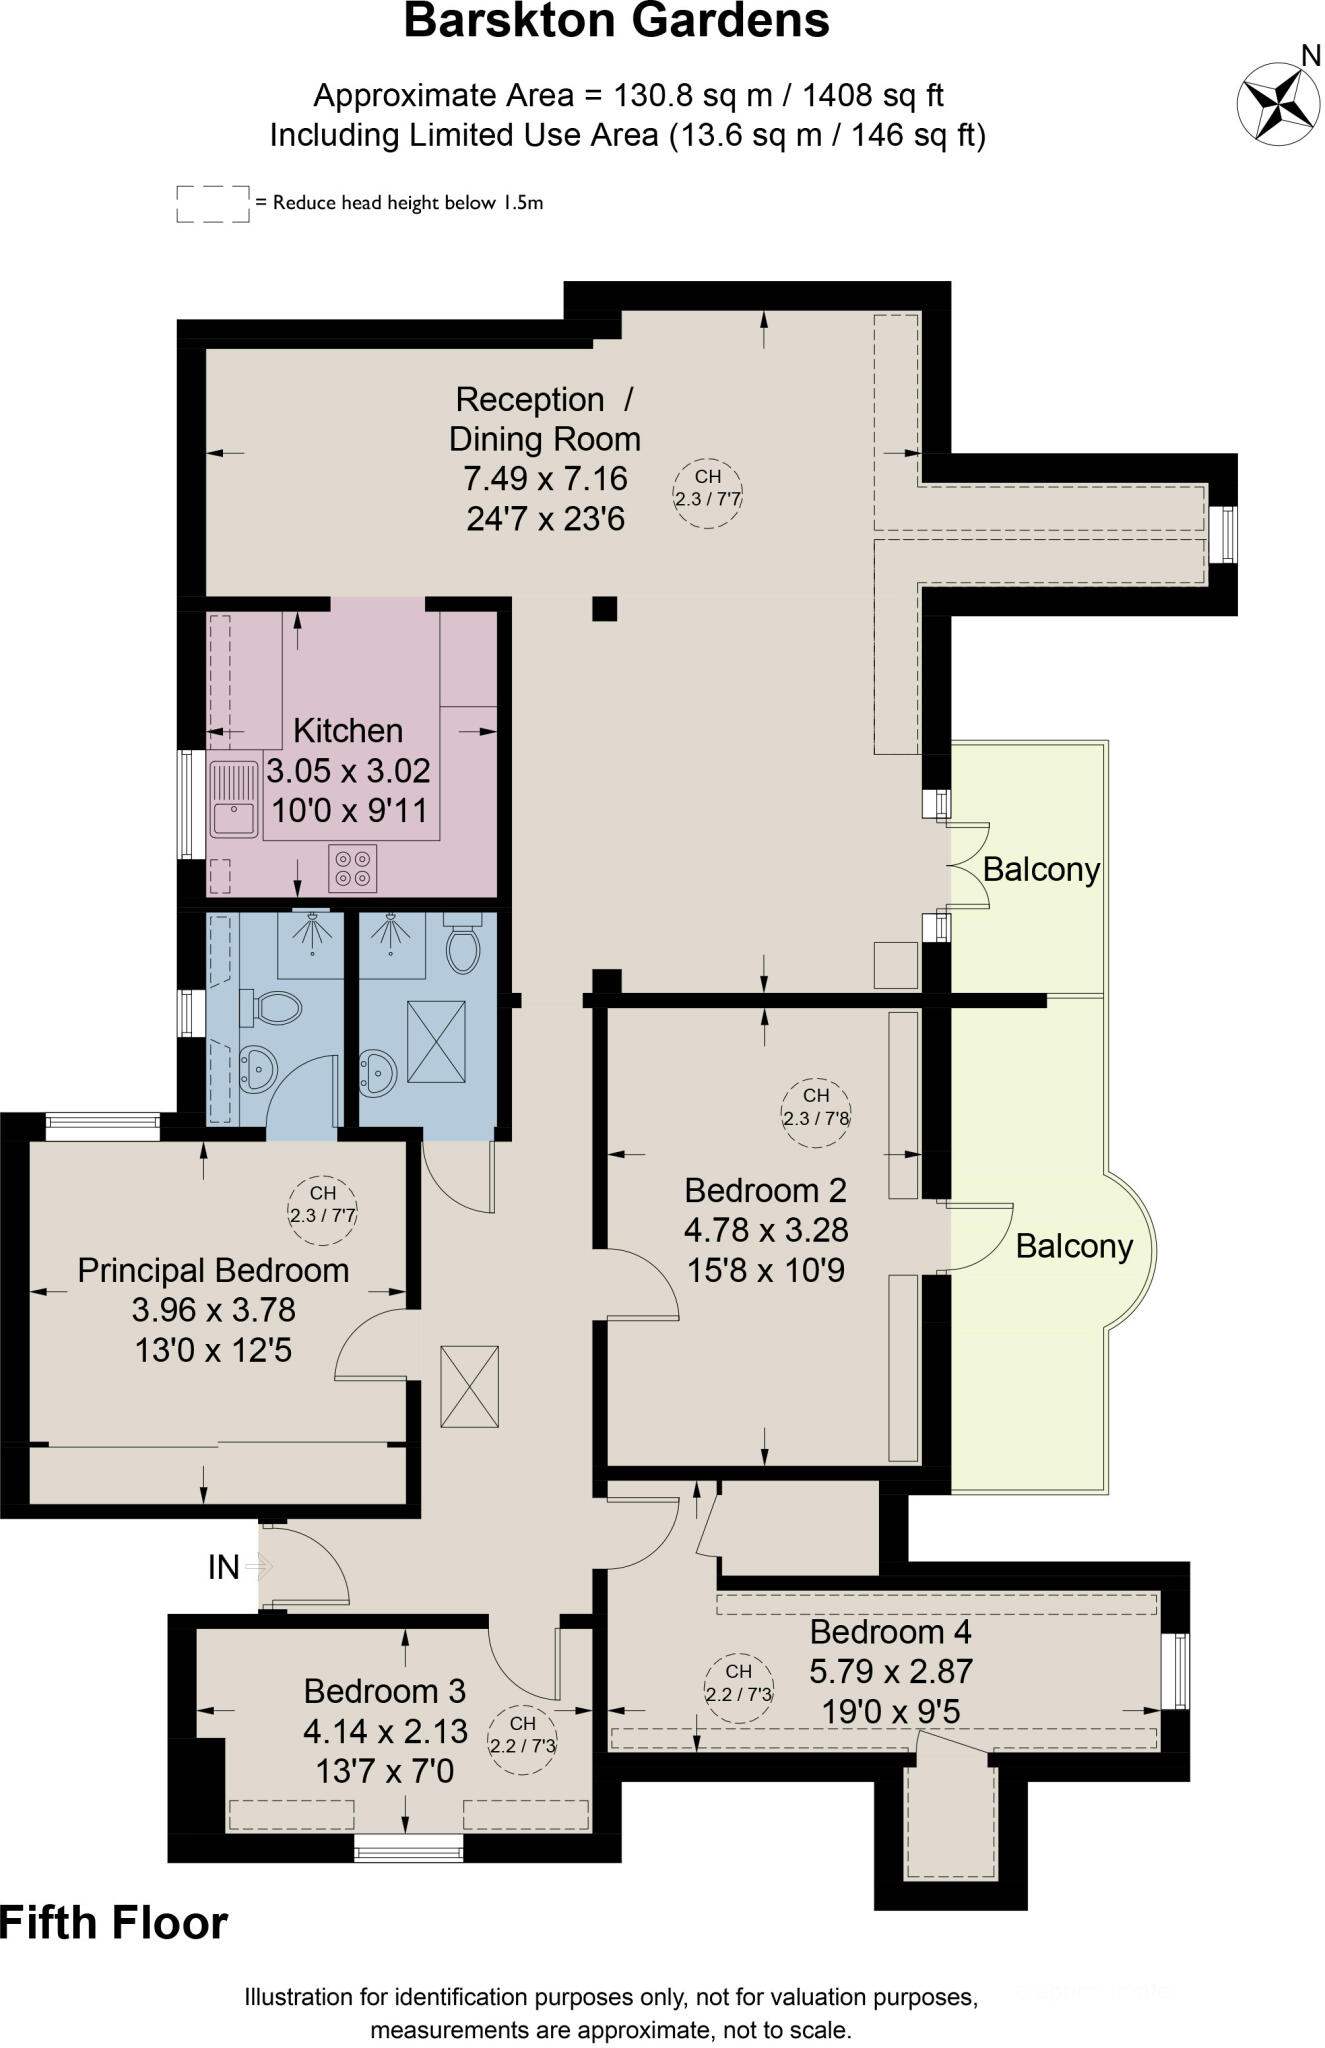 Barskton Gardens
N
Approximate Area = 130.8 sq m / 1408 sq ft
Including Limited Use Area (13.6 sq m / 146 sq ft)
= Reduce head height below 1.5m
Reception /
Dining Room
7.49 x 7.16
24'7 x 23'6
CH
2.3 / 7'7
Kitchen
3.05 x 3.02
10'0 x 9'11
Balcony
CH
2.3 / 7'8
Bedroom 2
4.78 x 3.28
15'8 x 10'9
Balcony
CH
2.3 / 7'7
Principal Bedroom
3.96 x 3.78
13'0 x 12'5
IN
Bedroom 4
5.79 x 2.87
19'0 x 9'5
CH
2.2 / 7'3
Bedroom 3
4.14 x 2.13
13'7 x 7'0
CH
2.2 / 7'3
Fifth Floor
Illustration for identification purposes only, not for valuation purposes,
measurements are approximate, not to scale.